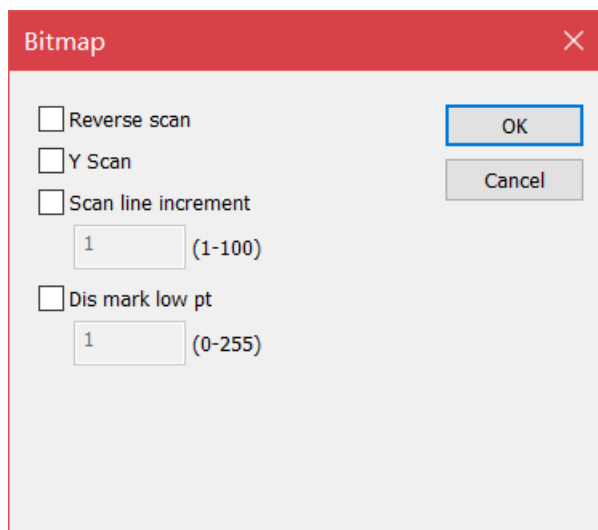 Bitmap
Reverse scan
OK
Y Scan
Cancel
Scan line increment
1 (1-100)
Dis mark low pt
1 (0-255)